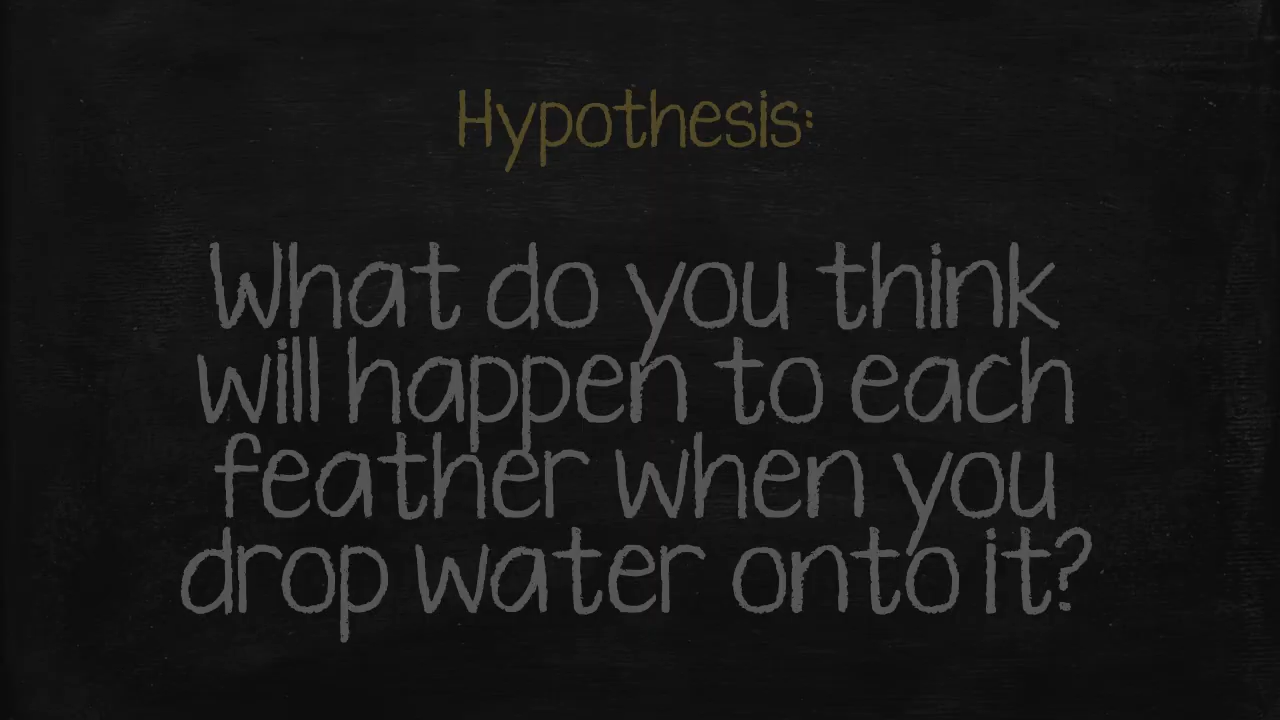 Hypothesis:
What do you think
will happen to each
feather when you
drop water onto it?